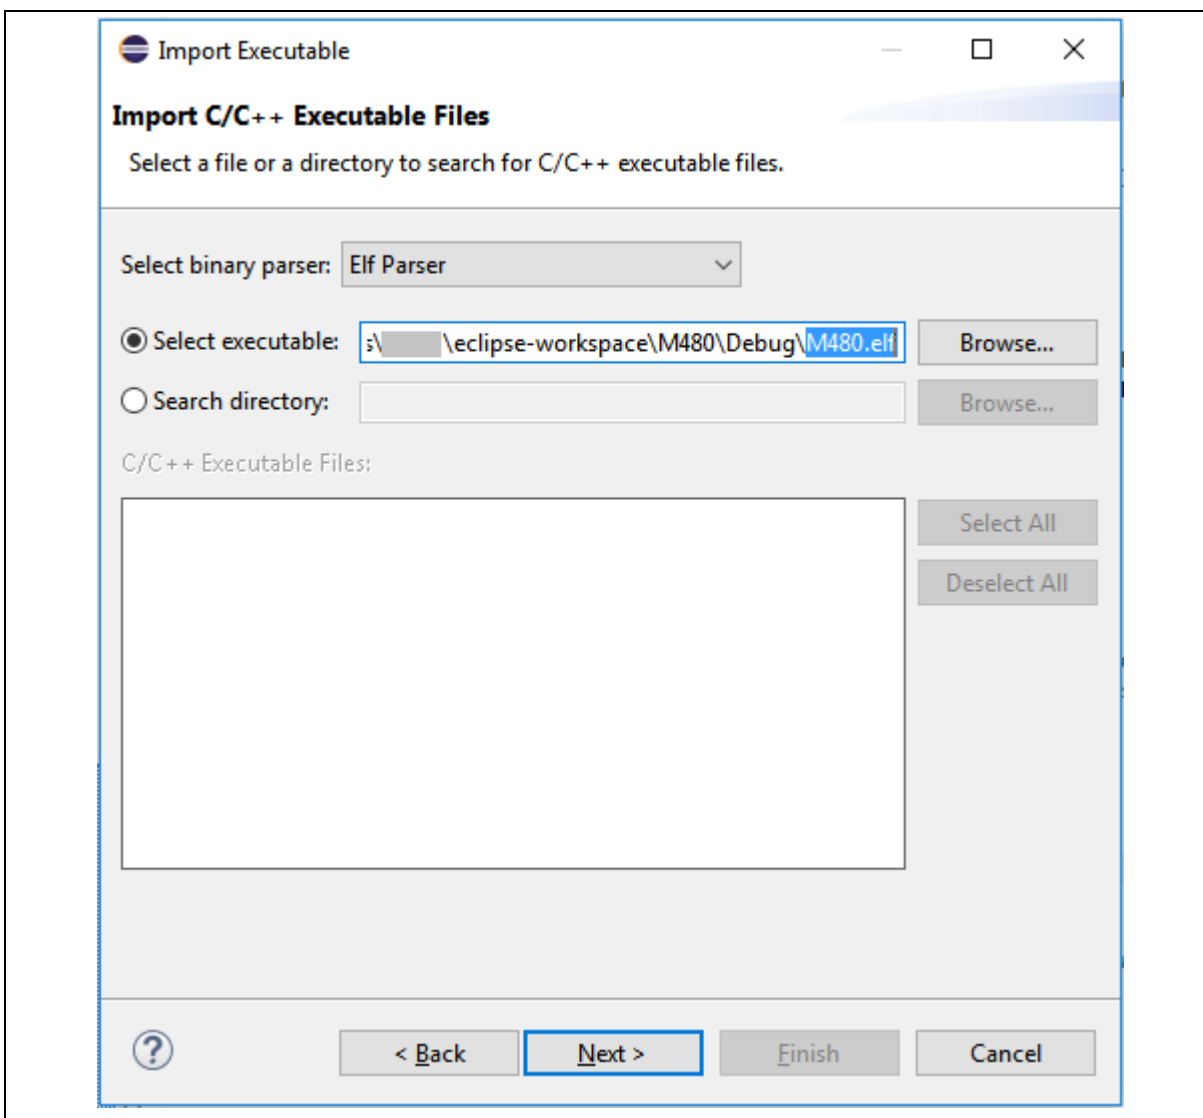 Import Executable
Import C/C++ Executable Files
Select a file or a directory to search for C/C++ executable files.
Select binary parser: Elf Parser
Select executable: s\ \eclipse-workspace\M480\Debug\M480.elf Browse...
Search directory: Browse...
C/C++ Executable Files:
Select All
Deselect All
? < Back Next > Finish Cancel